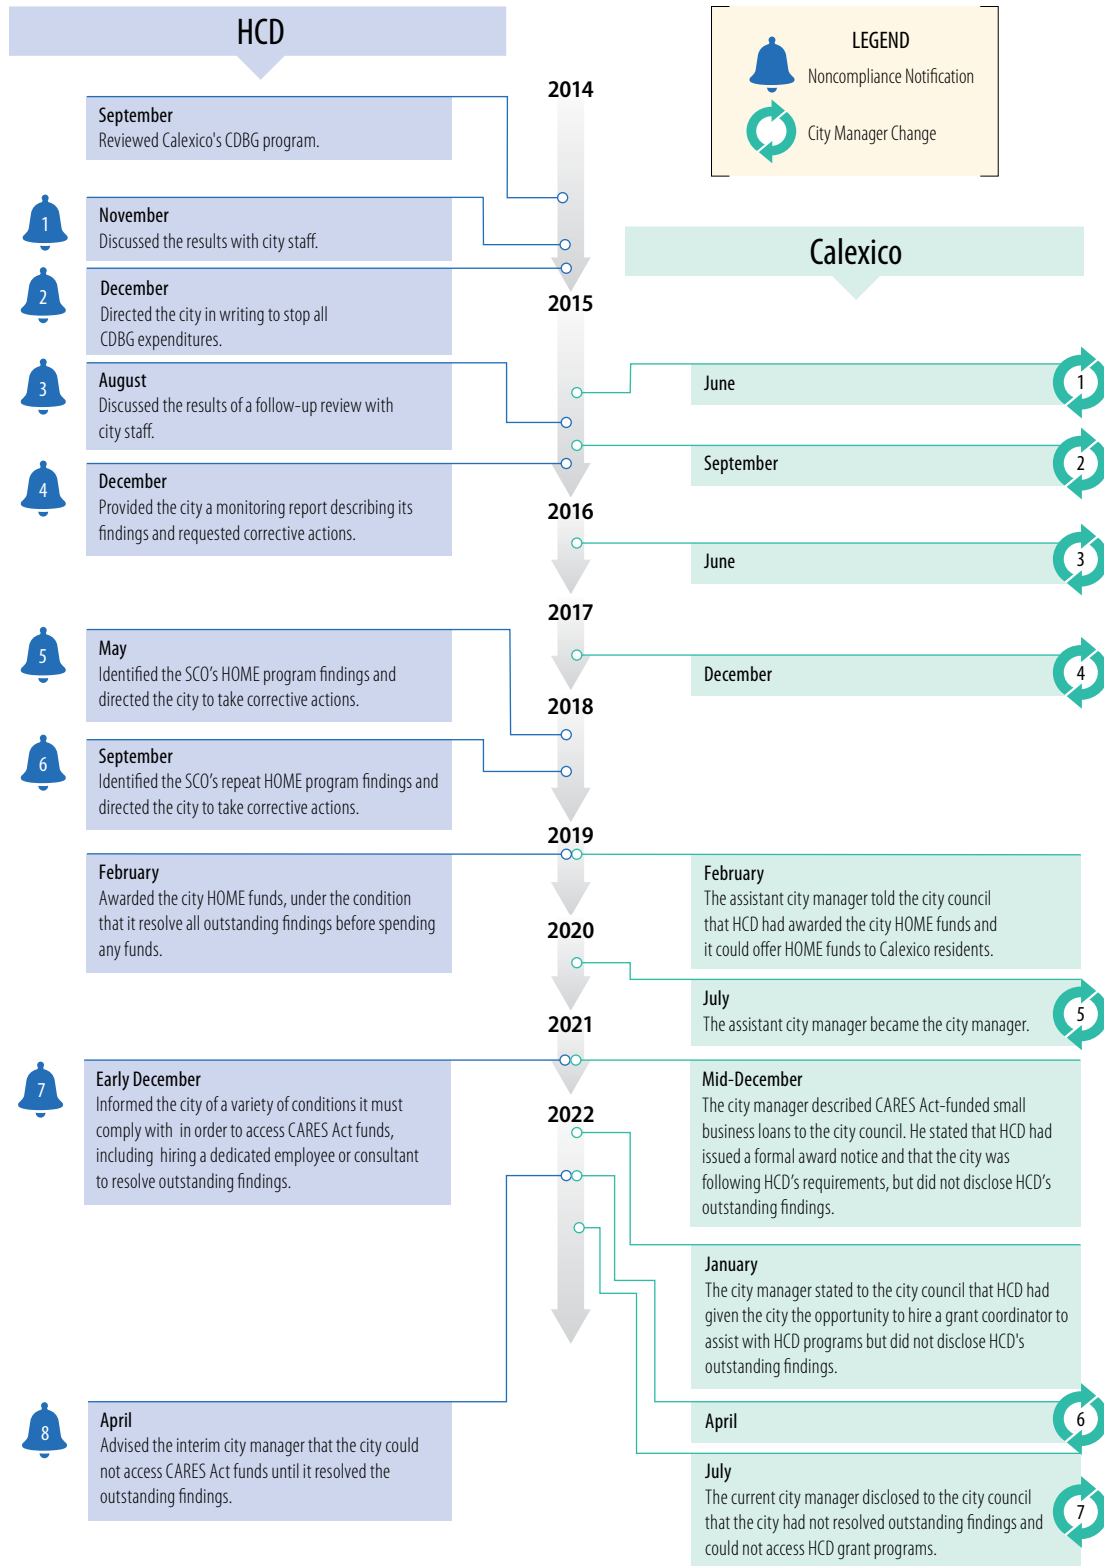 HCD
LEGEND
Noncompliance Notification
City Manager Change
2014
September
Reviewed Calexico's CDBG program.
1
November
Discussed the results with city staff.
Calexico
2
December
Directed the city in writing to stop all
CDBG expenditures.
2015
3
August
Discussed the results of a follow-up review with
city staff.
June
1
September
2
4
December
Provided the city a monitoring report describing its
findings and requested corrective actions.
2016
June
3
2017
5
May
Identified the SCO’s HOME program findings and
directed the city to take corrective actions.
December
4
2018
6
September
Identified the SCO’s repeat HOME program findings and
directed the city to take corrective actions.
2019
February
Awarded the city HOME funds, under the condition
that it resolve all outstanding findings before spending
any funds.
February
The assistant city manager told the city council
that HCD had awarded the city HOME funds and
it could offer HOME funds to Calexico residents.
2020
July
The assistant city manager became the city manager.
5
2021
7
Early December
Informed the city of a variety of conditions it must
comply with in order to access CARES Act funds,
including hiring a dedicated employee or consultant
to resolve outstanding findings.
Mid-December
The city manager described CARES Act-funded small
business loans to the city council. He stated that HCD had
issued a formal award notice and that the city was
following HCD’s requirements, but did not disclose HCD’s
outstanding findings.
2022
January
The city manager stated to the city council that HCD had
given the city the opportunity to hire a grant coordinator to
assist with HCD programs but did not disclose HCD's
outstanding findings.
8
April
Advised the interim city manager that the city could
not access CARES Act funds until it resolved the
outstanding findings.
April
6
July
The current city manager disclosed to the city council
that the city had not resolved outstanding findings and
could not access HCD grant programs.
7